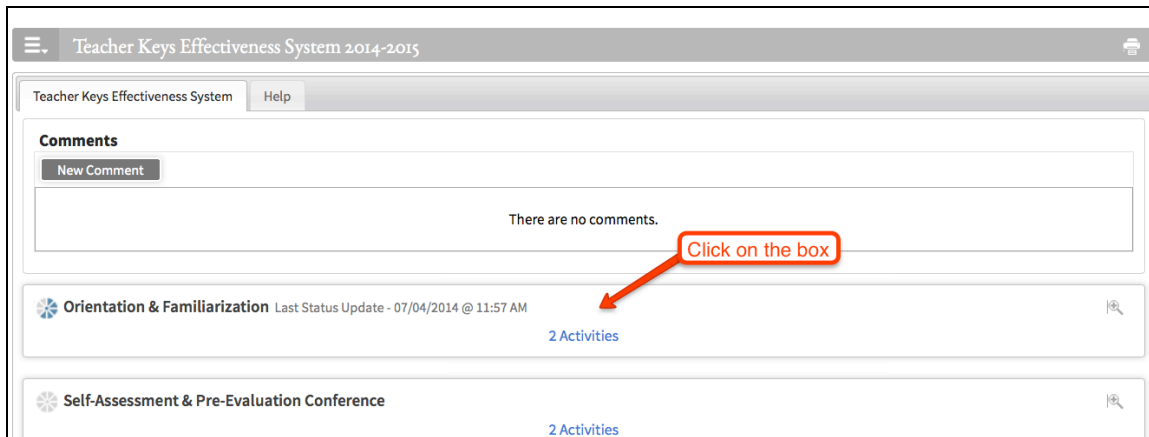 Teacher Keys Effectiveness System 2014-2015
Teacher Keys Effectiveness System Help
Comments
New Comment
There are no comments.
Click on the box
Orientation & Familiarization Last Status Update - 07/04/2014 @ 11:57 AM
2 Activities
Self-Assessment & Pre-Evaluation Conference
2 Activities